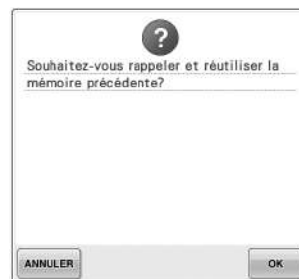 ?
Souhaitez-vous rappeler et réutiliser la
mémoire précédente?
ANNULER
OK